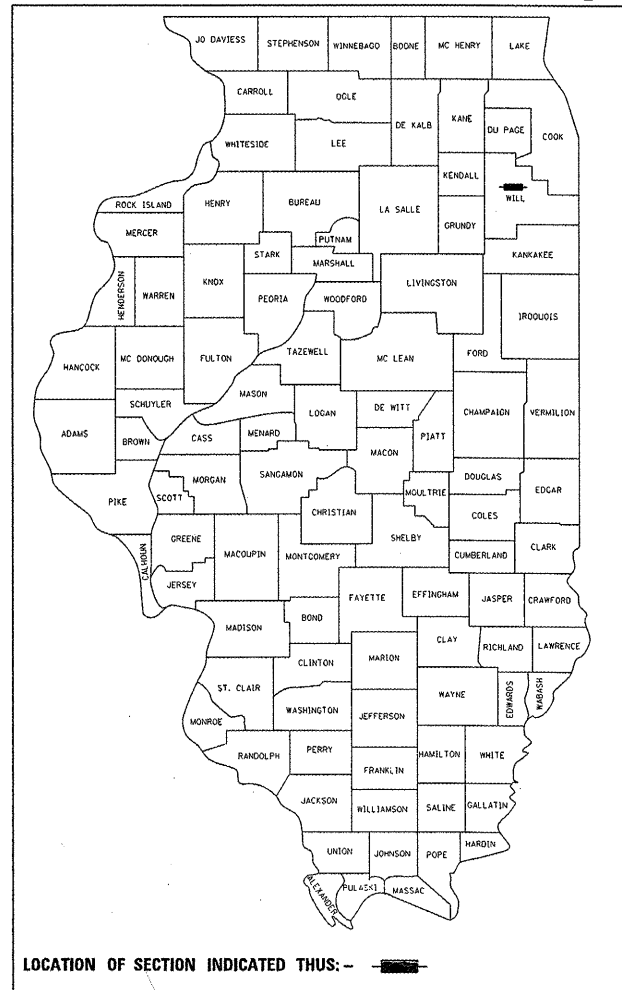 JO DAVIESS STEPHENSON WINNEBAGO BOONE MC HENRY LAKE
CARROLL OGLE DE KALB KANE DU PAGE COOK
WHITESIDE LEE KENDALL WILL
ROCK ISLAND HENRY BUREAU LA SALLE GRUNDY
MERCER PUTNAM KANKAKEE
STARK MARSHALL
HENDERSON WARREN KNOX PEORIA WOODFORD LIVINGSTON IROQUOIS
HANCOCK MC DONOUGH FULTON TAZEWELL MC LEAN FORD
SCHUYLER MASON LOGAN DE WITT CHAMPAIGN VERMILION
ADAMS BROWN CASS MENARD MACON PIATT
PIKE SCOTT MORGAN SANGAMON MOULTRIE DOUGLAS EDGAR
CHRISTIAN COLES
CALHOUN GREENE MACOUPIN MONTGOMERY SHELBY CUMBERLAND CLARK
JERSEY FAYETTE EFFINGHAM JASPER CRAWFORD
MADISON BOND CLAY RICHLAND LAWRENCE
CLINTON MARION
ST. CLAIR WASHINGTON JEFFERSON WAYNE EDWARDS WABASH
MONROE
RANDOLPH PERRY HAMILTON WHITE
FRANKLIN
JACKSON WILLIAMSON SALINE GALLATIN
UNION JOHNSON POPE HARDIN
ALEXANDER PULASKI MASSAC
LOCATION OF SECTION INDICATED THUS: -